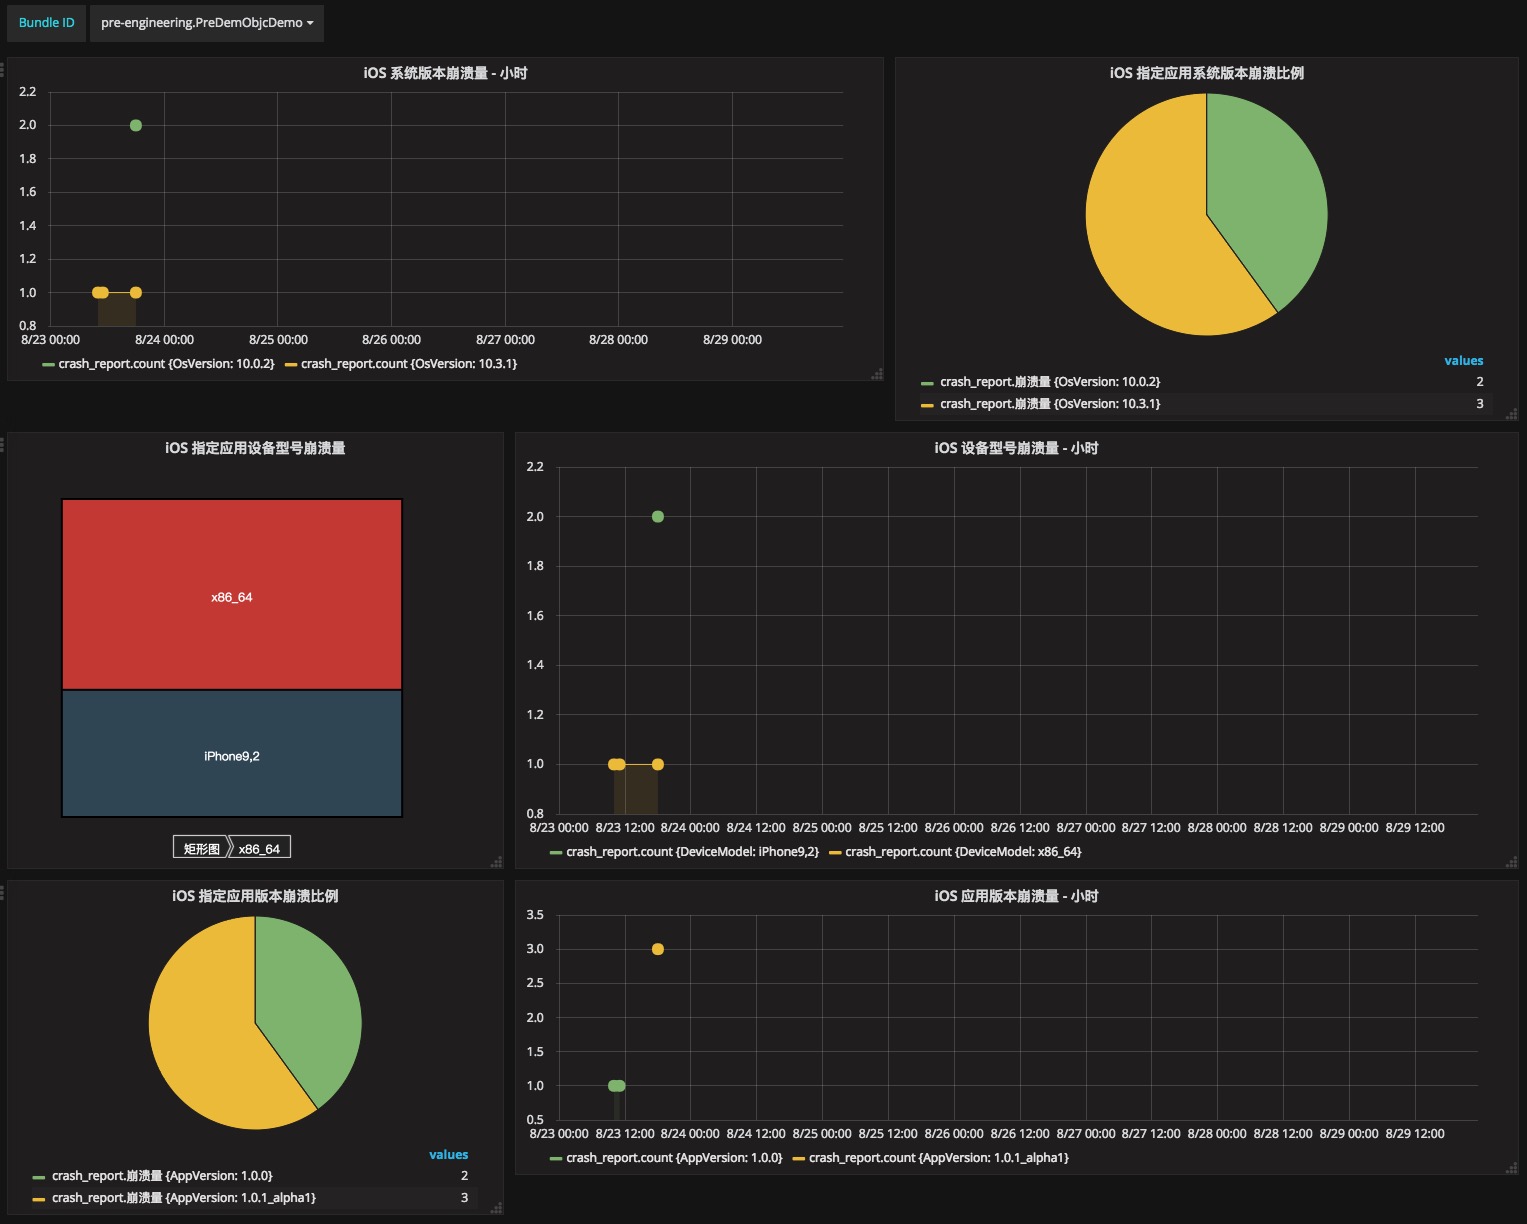 Bundle ID pre-engineering.PreDemObjcDemo
iOS 系统版本崩溃量 - 小时
2.2
2.0
1.8
1.6
1.4
1.2
1.0
0.8
8/23 00:00 8/24 00:00 8/25 00:00 8/26 00:00 8/27 00:00 8/28 00:00 8/29 00:00
crash_report.count {OsVersion: 10.0.2} crash_report.count {OsVersion: 10.3.1}
iOS 指定应用系统版本崩溃比例
values
crash_report.崩溃量 {OsVersion: 10.0.2} 2
crash_report.崩溃量 {OsVersion: 10.3.1} 3
iOS 指定应用设备型号崩溃量
x86_64
iPhone9,2
矩形图 x86_64
iOS 设备型号崩溃量 - 小时
2.2
2.0
1.8
1.6
1.4
1.2
1.0
0.8
8/23 00:00 8/23 12:00 8/24 00:00 8/24 12:00 8/25 00:00 8/25 12:00 8/26 00:00 8/26 12:00 8/27 00:00 8/27 12:00 8/28 00:00 8/28 12:00 8/29 00:00 8/29 12:00
crash_report.count {DeviceModel: iPhone9,2} crash_report.count {DeviceModel: x86_64}
iOS 指定应用版本崩溃比例
values
crash_report.崩溃量 {AppVersion: 1.0.0} 2
crash_report.崩溃量 {AppVersion: 1.0.1_alpha1} 3
iOS 应用版本崩溃量 - 小时
3.5
3.0
2.5
2.0
1.5
1.0
0.5
8/23 00:00 8/23 12:00 8/24 00:00 8/24 12:00 8/25 00:00 8/25 12:00 8/26 00:00 8/26 12:00 8/27 00:00 8/27 12:00 8/28 00:00 8/28 12:00 8/29 00:00 8/29 12:00
crash_report.count {AppVersion: 1.0.0} crash_report.count {AppVersion: 1.0.1_alpha1}